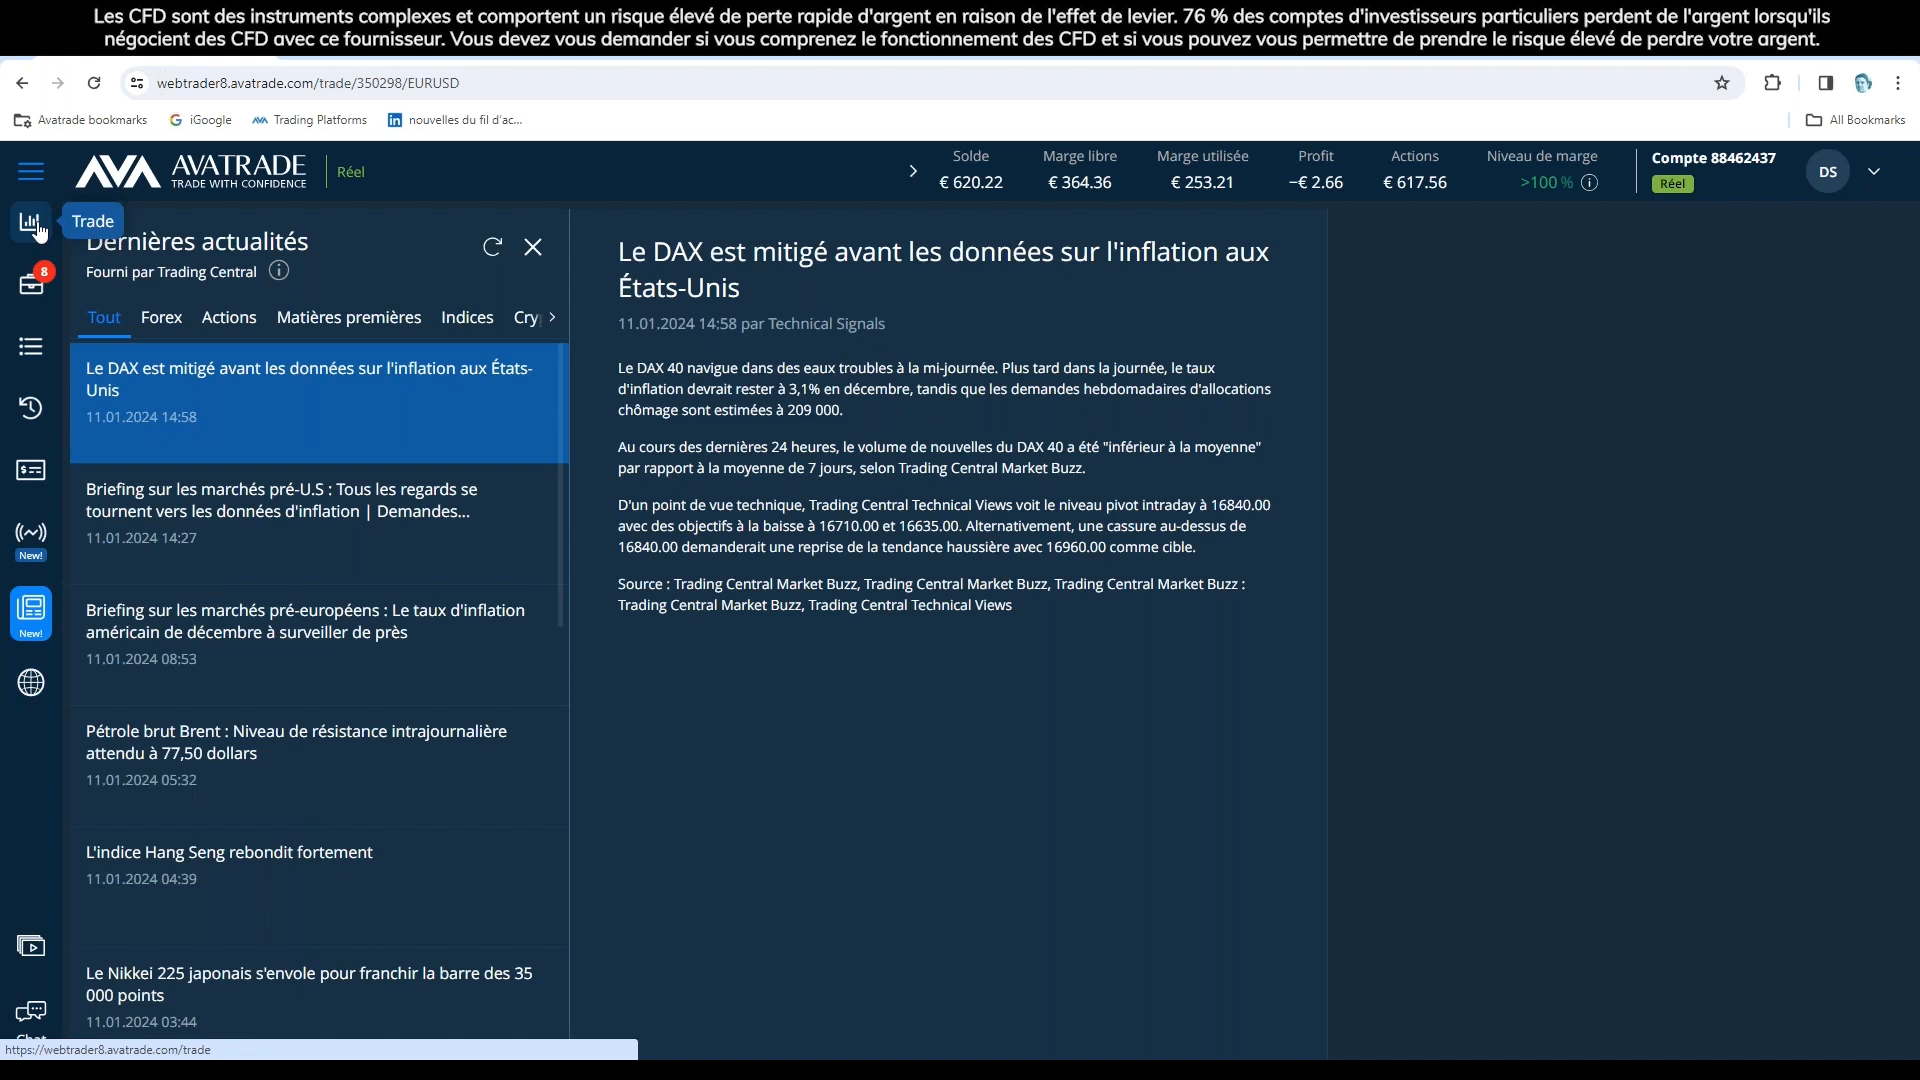 Les CFD sont des instruments complexes et comportent un risque élevé de perte rapide d'argent en raison de l'effet de levier. 76 % des comptes d'investisseurs particuliers perdent de l'argent lorsqu'ils
négocient des CFD avec ce fournisseur. Vous devez vous demander si vous comprenez le fonctionnement des CFD et si vous pouvez vous permettre de prendre le risque élevé de perdre votre argent.
webtrader8.avatrade.com/trade/350298/EURUSD
Avatrade bookmarks
iGoogle
Trading Platforms
nouvelles du fil d'ac...
All Bookmarks
AVA AVATRADE
TRADE WITH CONFIDENCE
Réel
Solde
€ 620.22
Marge libre
€ 364.36
Marge utilisée
€ 253.21
Profit
-€ 2.66
Actions
€ 617.56
Niveau de marge
>100 %
Compte 88462437
Réel
DS
Trade
8
New!
New!
Chat
Dernières actualités
Fourni par Trading Central
Tout Forex Actions Matières premières Indices Cry
Le DAX est mitigé avant les données sur l'inflation aux États-
Unis
11.01.2024 14:58
Briefing sur les marchés pré-U.S : Tous les regards se
tournent vers les données d'inflation | Demandes...
11.01.2024 14:27
Briefing sur les marchés pré-européens : Le taux d'inflation
américain de décembre à surveiller de près
11.01.2024 08:53
Pétrole brut Brent : Niveau de résistance intrajournalière
attendu à 77,50 dollars
11.01.2024 05:32
L'indice Hang Seng rebondit fortement
11.01.2024 04:39
Le Nikkei 225 japonais s'envole pour franchir la barre des 35
000 points
11.01.2024 03:44
Le DAX est mitigé avant les données sur l'inflation aux
États-Unis
11.01.2024 14:58 par Technical Signals
Le DAX 40 navigue dans des eaux troubles à la mi-journée. Plus tard dans la journée, le taux
d'inflation devrait rester à 3,1% en décembre, tandis que les demandes hebdomadaires d'allocations
chômage sont estimées à 209 000.
Au cours des dernières 24 heures, le volume de nouvelles du DAX 40 a été "inférieur à la moyenne"
par rapport à la moyenne de 7 jours, selon Trading Central Market Buzz.
D'un point de vue technique, Trading Central Technical Views voit le niveau pivot intraday à 16840.00
avec des objectifs à la baisse à 16710.00 et 16635.00. Alternativement, une cassure au-dessus de
16840.00 demanderait une reprise de la tendance haussière avec 16960.00 comme cible.
Source : Trading Central Market Buzz, Trading Central Market Buzz, Trading Central Market Buzz :
Trading Central Market Buzz, Trading Central Technical Views
https://webtrader8.avatrade.com/trade